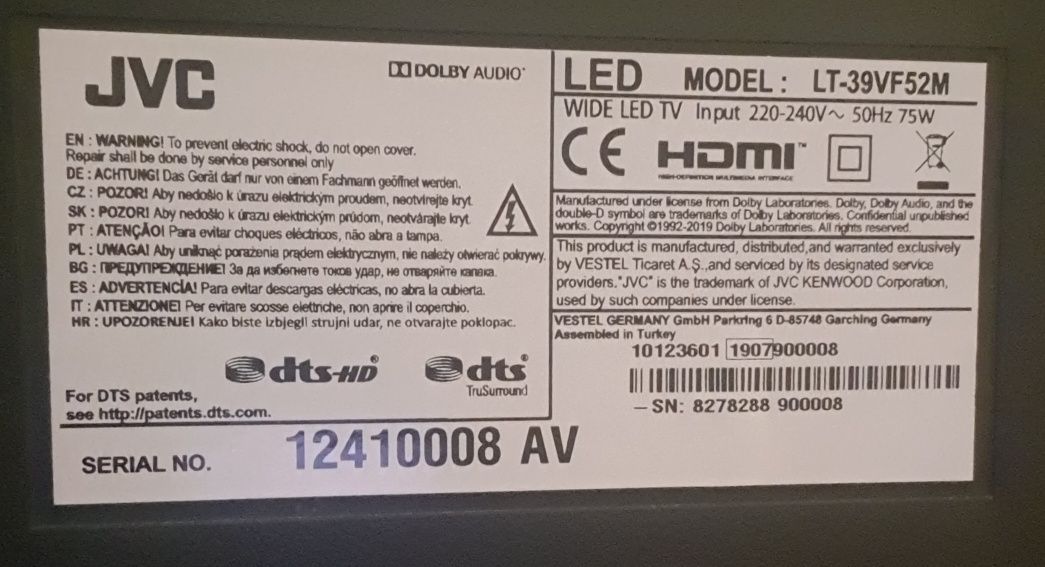 JVC
DOLBY AUDIO™
EN : WARNING! To prevent electric shock, do not open cover.
Repair shall be done by service personnel only
DE : ACHTUNG! Das Gerät darf nur von einem Fachmann geöffnet werden.
CZ : POZOR! Aby nedošlo k úrazu elektrickým proudem, neotvírejte kryt.
SK : POZOR! Aby nedošlo k úrazu elektrickým prúdom, neotvárajte kryt.
PT : ATENÇÃO! Para evitar choques eléctricos, não abra a tampa.
PL : UWAGA! Aby uniknąć porażenia prądem elektrycznym, nie należy otwierać pokrywy.
BG : ПРЕДУПРЕЖДЕНИЕ! За да избегнете токов удар, не отваряйте капака.
ES : ADVERTENCÍA! Para evitar descargas eléctricas, no abra la cubierta.
IT : ATTENZIONE! Per evitare scosse elettriche, non aprire il coperchio.
HR : UPOZORENJE! Kako biste izbjegli strujni udar, ne otvarajte poklopac.
dts-HD®
dts®
TruSurround
For DTS patents,
see http://patents.dts.com.
LED MODEL : LT-39VF52M
WIDE LED TV Input 220-240V~ 50Hz 75W
CE HDMI™
HIGH-DEFINITION MULTIMEDIA INTERFACE
Manufactured under license from Dolby Laboratories. Dolby, Dolby Audio, and the
double-D symbol are trademarks of Dolby Laboratories. Confidential unpublished
works. Copyright ©1992-2019 Dolby Laboratories. All rights reserved.
This product is manufactured, distributed,and warranted exclusively
by VESTEL Ticaret A.Ş.,and serviced by its designated service
providers."JVC" is the trademark of JVC KENWOOD Corporation,
used by such companies under license.
VESTEL GERMANY GmbH Parkring 6 D-85748 Garching Germany
Assembled in Turkey
10123601 1907900008
– SN: 8278288 900008
SERIAL NO. 12410008 AV